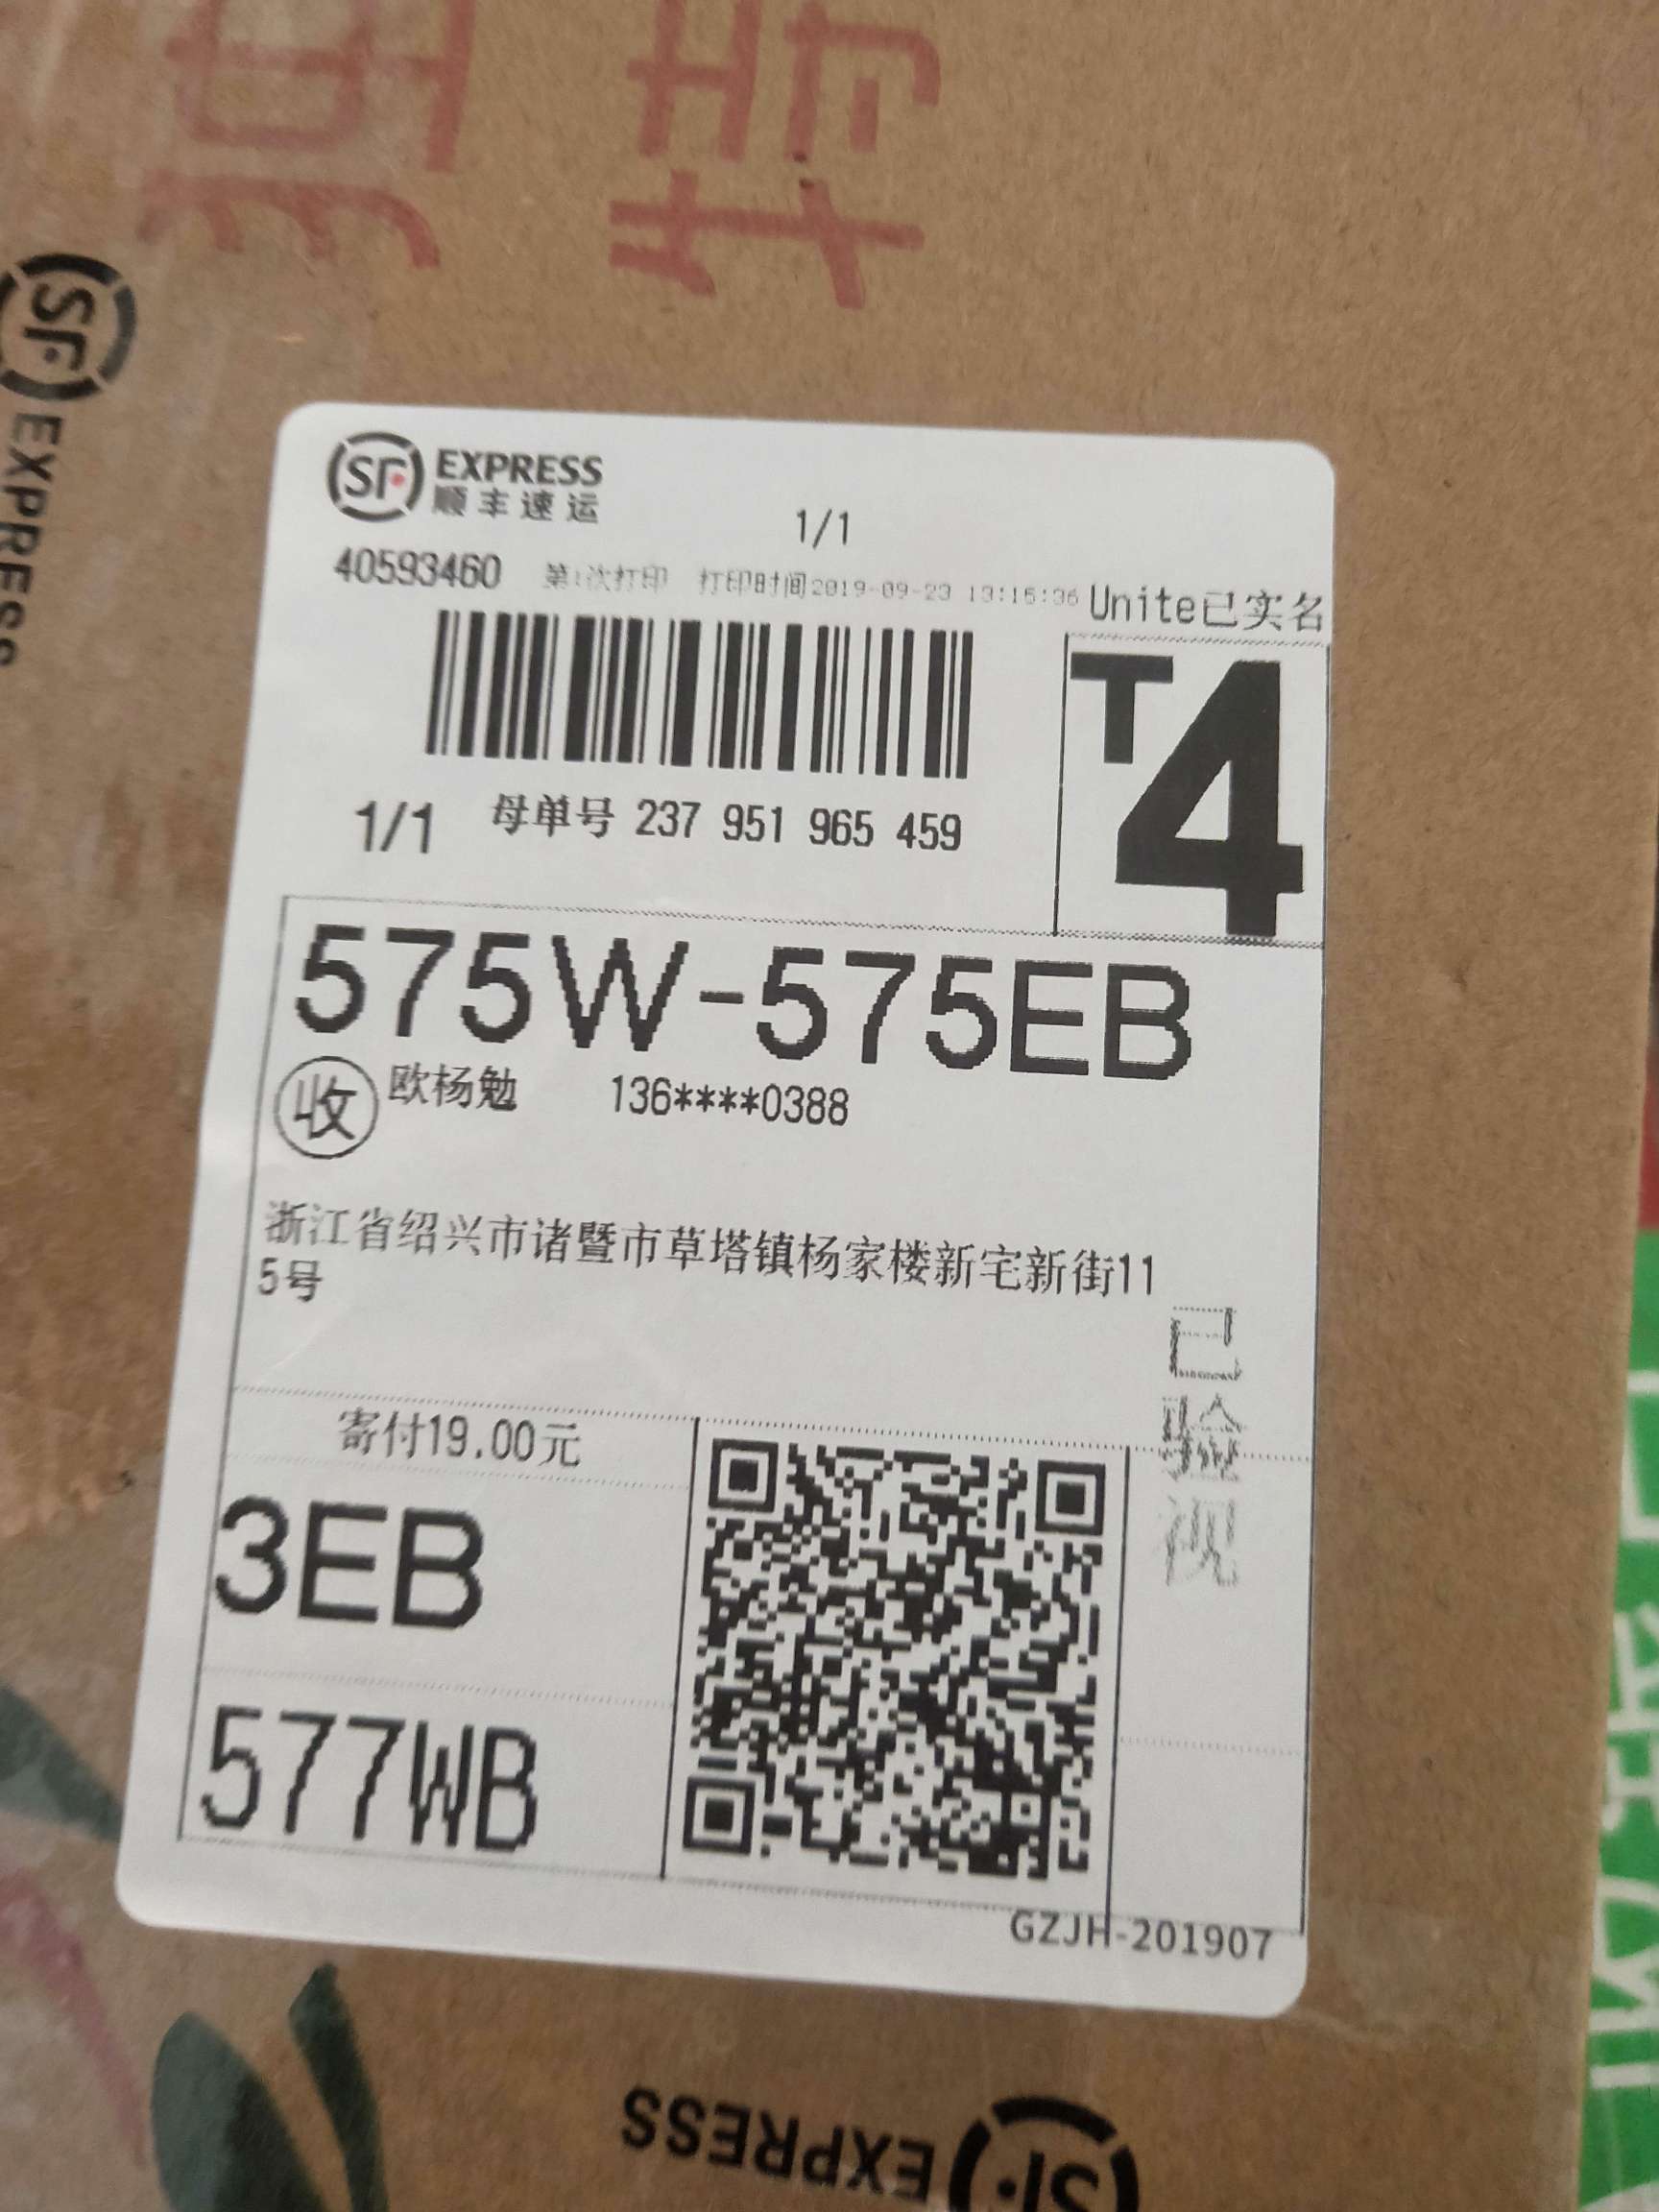 特
SF EXPRESS
SF EXPRESS
顺丰速运
1/1
40593460 第1次打印 打印时间2019-09-23 13:15:36 Unite已实名
T4
1/1 母单号 237 951 965 459
575W-575EB
收 欧杨勉 136****0388
浙江省绍兴市诸暨市草塔镇杨家楼新宅新街11
5号
已验视
寄付19.00元
3EB
577WB
GZJH-201907
SF EXPRESS